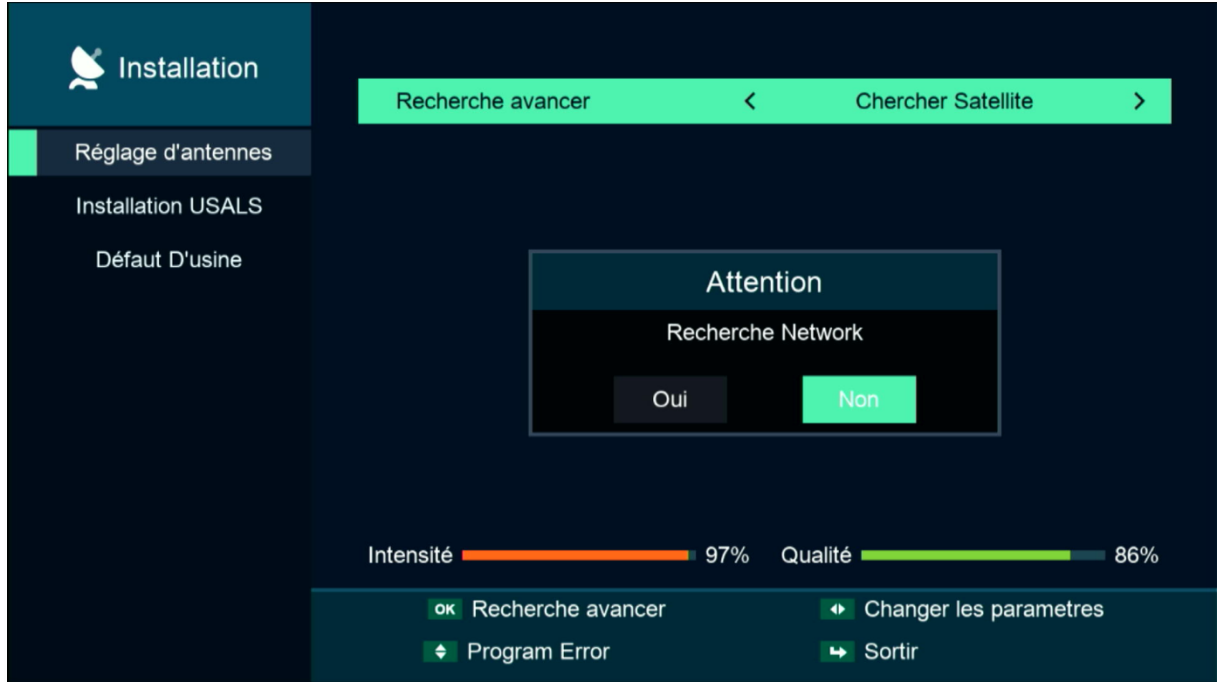 Installation
Réglage d'antennes
Installation USALS
Défaut D'usine
Recherche avancer < Chercher Satellite >
Attention
Recherche Network
Oui Non
Intensité 97% Qualité 86%
OK Recherche avancer Changer les parametres
Program Error Sortir